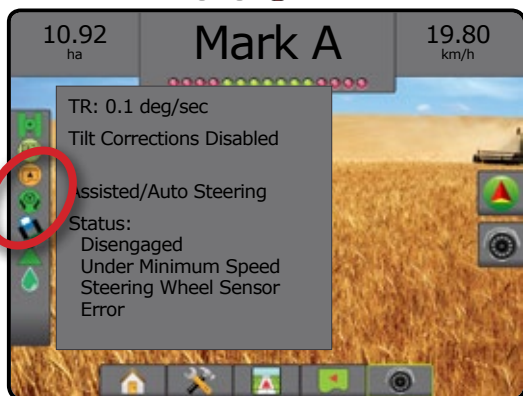 10.92
ha
Mark A
19.80
km/h
TR: 0.1 deg/sec
Tilt Corrections Disabled
Assisted/Auto Steering
Status:
Disengaged
Under Minimum Speed
Steering Wheel Sensor
Error